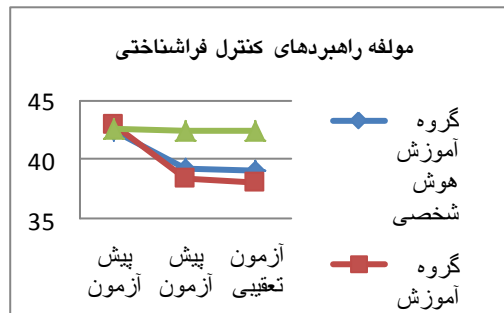 مولفه راهبردهای کنترل فراشناختی
45
40
35
پیش آزمون
پیش آزمون
آزمون تعقیبی
گروه
آموزش
هوش
شخصی
گروه
آموزش